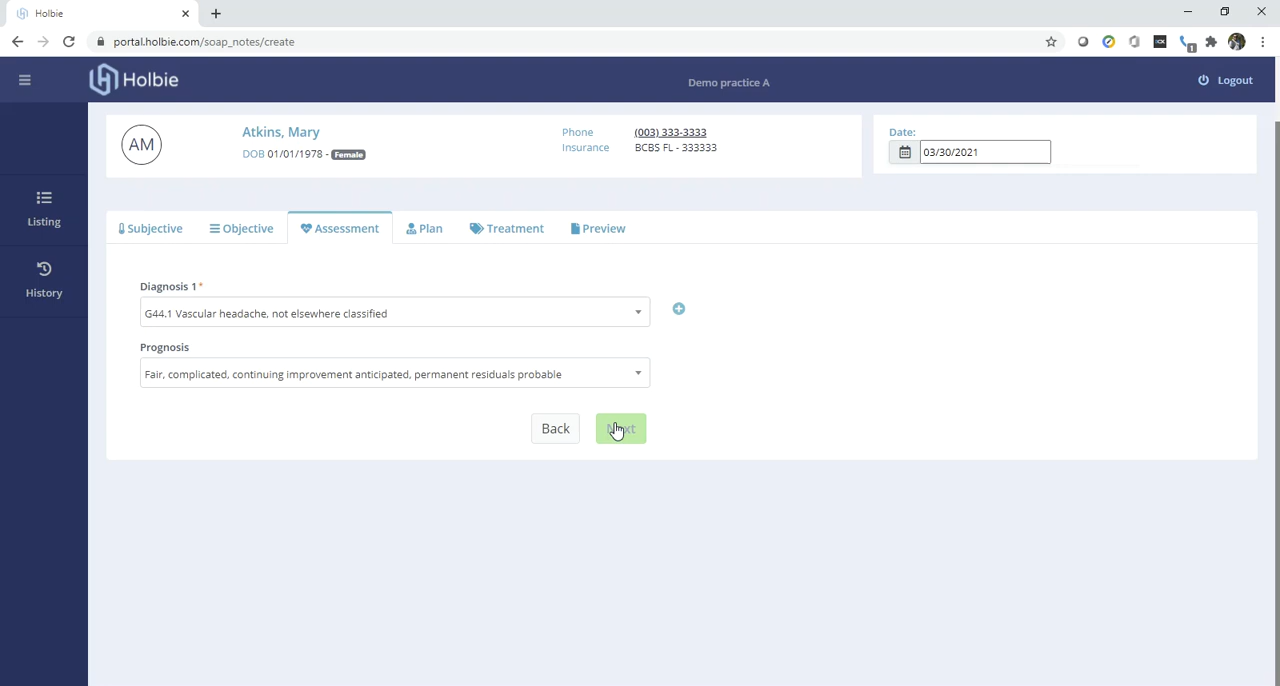 Holbie
portal.holbie.com/soap_notes/create
1
Holbie
Demo practice A
Logout
AM
Atkins, Mary
DOB 01/01/1978 - Female
Phone (003) 333-3333
Insurance BCBS FL - 333333
Date:
03/30/2021
Listing
History
Subjective Objective Assessment Plan Treatment Preview
Diagnosis 1*
G44.1 Vascular headache, not elsewhere classified
Prognosis
Fair, complicated, continuing improvement anticipated, permanent residuals probable
Back